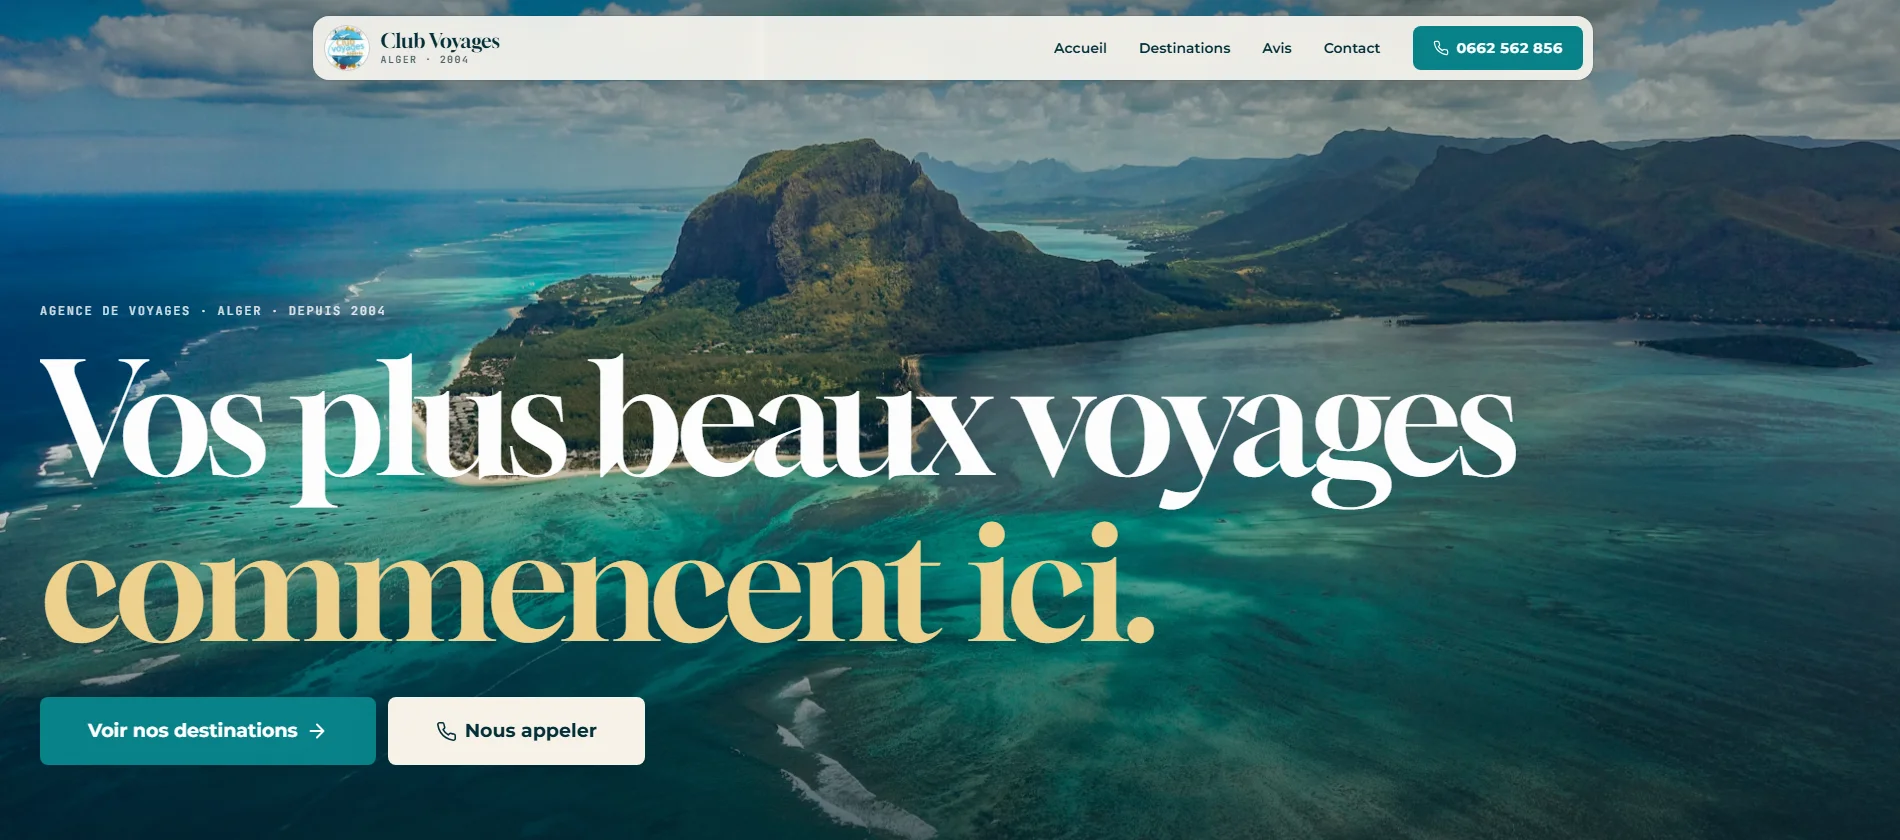 Club Voyages
ALGER · 2004
Accueil
Destinations
Avis
Contact
0662 562 856
AGENCE DE VOYAGES · ALGER · DEPUIS 2004
Vos plus beaux voyages
commencent ici.
Voir nos destinations →
Nous appeler